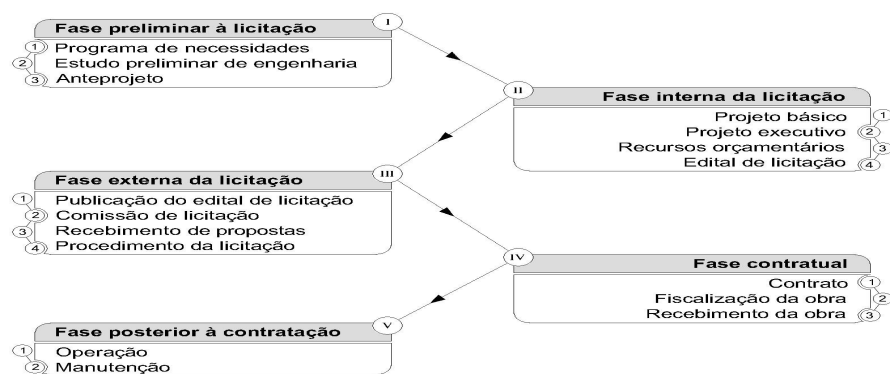 I
Fase preliminar à licitação
1 Programa de necessidades
2 Estudo preliminar de engenharia
3 Anteprojeto
II
Fase interna da licitação
Projeto básico 1
Projeto executivo 2
Recursos orçamentários 3
Edital de licitação 4
III
Fase externa da licitação
1 Publicação do edital de licitação
2 Comissão de licitação
3 Recebimento de propostas
4 Procedimento da licitação
IV
Fase contratual
Contrato 1
Fiscalização da obra 2
Recebimento da obra 3
V
Fase posterior à contratação
1 Operação
2 Manutenção